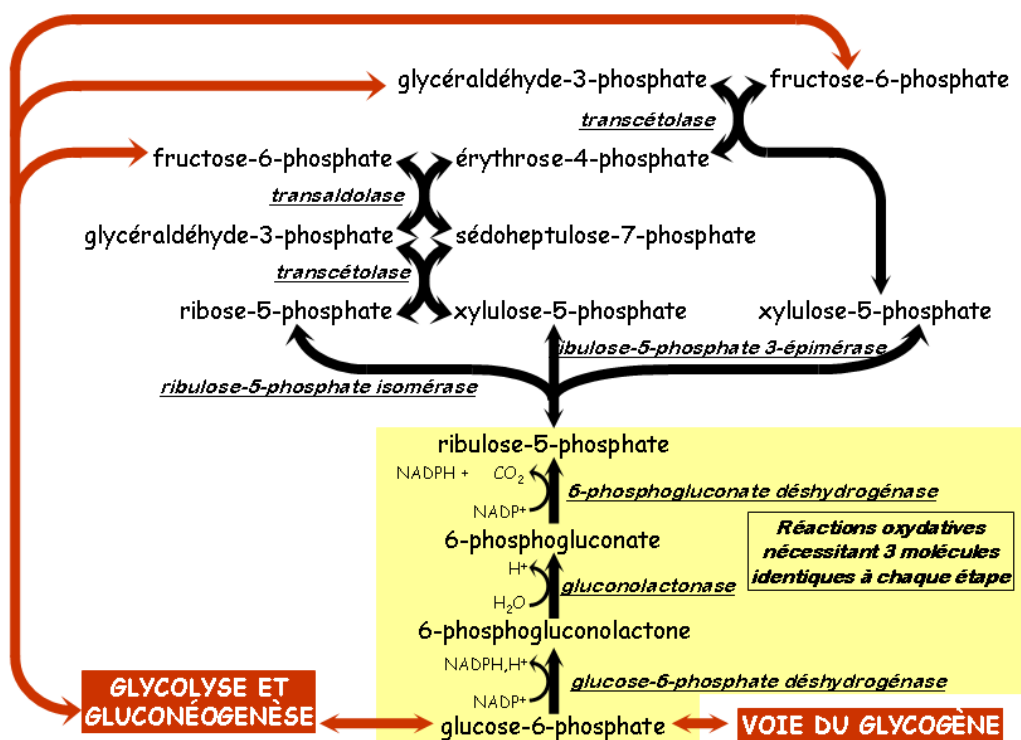 glycéraldéhyde-3-phosphate fructose-6-phosphate
transcétolase
fructose-6-phosphate érythrose-4-phosphate
transaldolase
glycéraldéhyde-3-phosphate sédoheptulose-7-phosphate
transcétolase
ribose-5-phosphate xylulose-5-phosphate xylulose-5-phosphate
ribulose-5-phosphate 3-épimérase
ribulose-5-phosphate isomérase
ribulose-5-phosphate
NADPH + CO₂
6-phosphogluconate déshydrogénase
NADP⁺
Réactions oxydatives
nécessitant 3 molécules
identiques à chaque étape
6-phosphogluconate
H⁺
gluconolactonase
H₂O
6-phosphogluconolactone
NADPH,H⁺
glucose-6-phosphate déshydrogénase
NADP⁺
GLYCOLYSE ET
GLUCONÉOGENÈSE
glucose-6-phosphate
VOIE DU GLYCOGÈNE